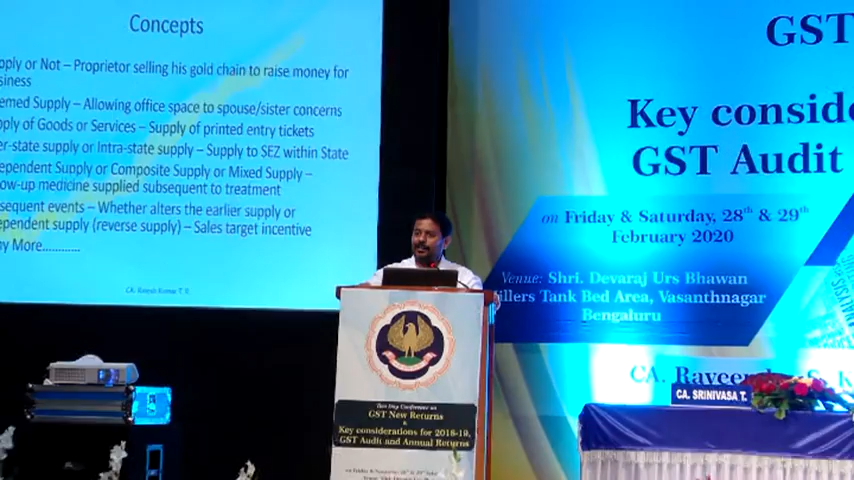 Concepts
pply or Not – Proprietor selling his gold chain to raise money for
siness
emed Supply – Allowing office space to spouse/sister concerns
pply of Goods or Services – Supply of printed entry tickets
er-state supply or Intra-state supply – Supply to SEZ within State
ependent Supply or Composite Supply or Mixed Supply –
ow-up medicine supplied subsequent to treatment
sequent events – Whether alters the earlier supply or
ependent supply (reverse supply) – Sales target incentive
ny More............
GST
Key conside
GST Audit
on Friday & Saturday, 28th & 29th
February 2020
Venue: Shri. Devaraj Urs Bhawan
illers Tank Bed Area, Vasanthnagar
Bengaluru
CA.
CA. SRINIVASA T.
Two Day Conference on
GST New Returns
&
Key considerations for 2018-19,
GST Audit and Annual Returns